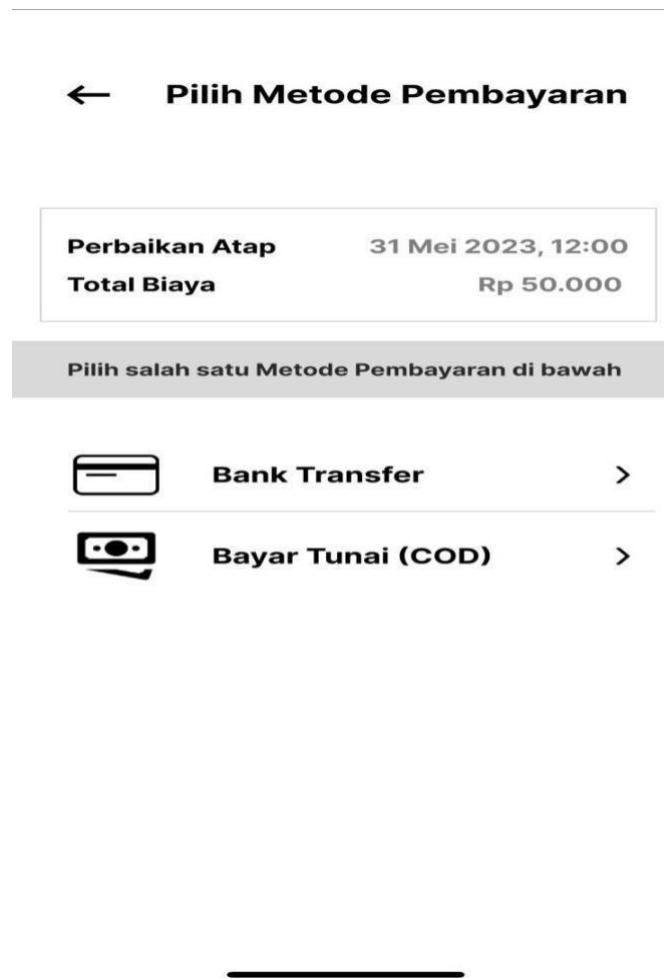 Pilih Metode Pembayaran
Perbaikan Atap 31 Mei 2023, 12:00
Total Biaya Rp 50.000
Pilih salah satu Metode Pembayaran di bawah
Bank Transfer
Bayar Tunai (COD)